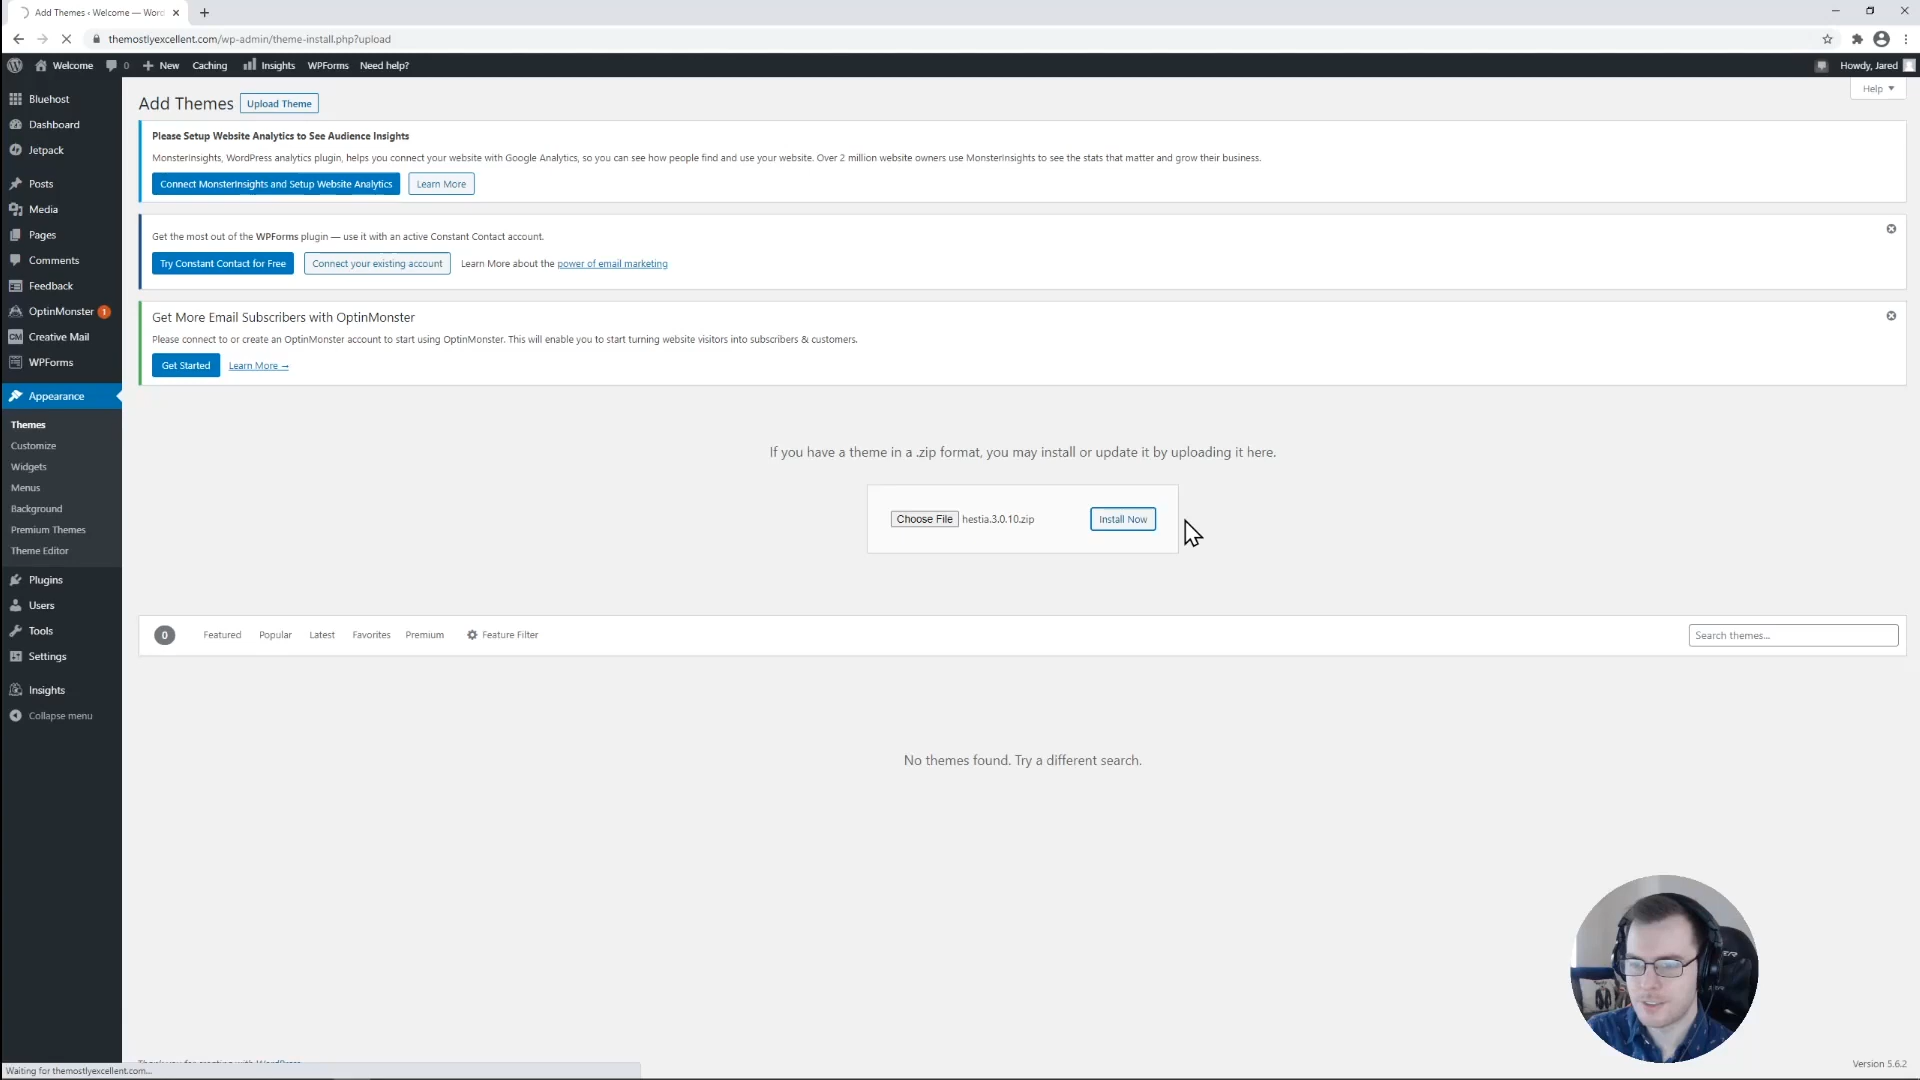 Add Themes ‹ Welcome — Word
themostlyexcellent.com/wp-admin/theme-install.php?upload
Welcome 0 New Caching Insights WPForms Need help? Howdy, Jared
Help
Bluehost
Dashboard
Jetpack
Posts
Media
Pages
Comments
Feedback
OptinMonster 1
CM Creative Mail
WPForms
Appearance
Themes
Customize
Widgets
Menus
Background
Premium Themes
Theme Editor
Plugins
Users
Tools
Settings
Insights
Collapse menu
Add Themes Upload Theme
Please Setup Website Analytics to See Audience Insights
MonsterInsights, WordPress analytics plugin, helps you connect your website with Google Analytics, so you can see how people find and use your website. Over 2 million website owners use MonsterInsights to see the stats that matter and grow their business.
Connect MonsterInsights and Setup Website Analytics Learn More
Get the most out of the WPForms plugin — use it with an active Constant Contact account.
Try Constant Contact for Free Connect your existing account Learn More about the power of email marketing
Get More Email Subscribers with OptinMonster
Please connect to or create an OptinMonster account to start using OptinMonster. This will enable you to start turning website visitors into subscribers & customers.
Get Started Learn More →
If you have a theme in a .zip format, you may install or update it by uploading it here.
Choose File hestia.3.0.10.zip Install Now
0 Featured Popular Latest Favorites Premium Feature Filter Search themes...
No themes found. Try a different search.
Thank you for creating with WordPress.
Waiting for themostlyexcellent.com...
Version 5.6.2